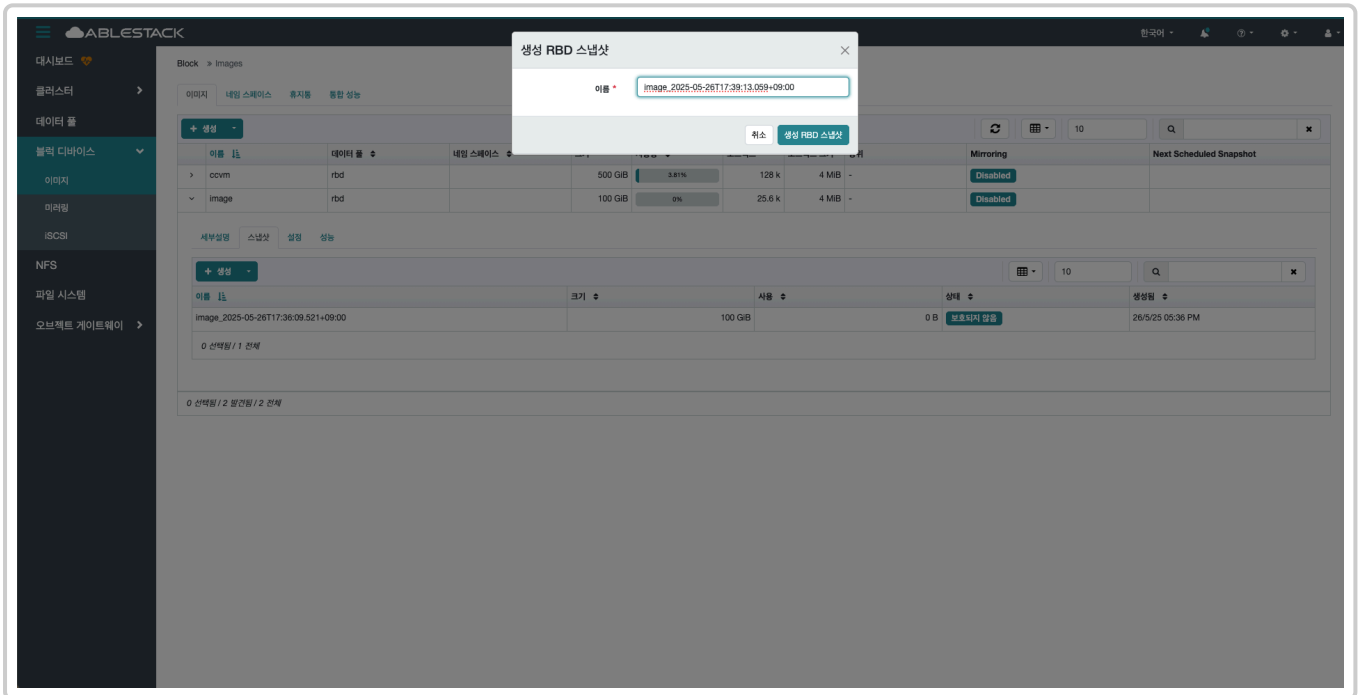 ABLESTACK
한국어
대시보드
클러스터
데이터 풀
블럭 디바이스
이미지
미러링
iSCSI
NFS
파일 시스템
오브젝트 게이트웨이
Block » Images
이미지 네임 스페이스 휴지통 통합 성능
생성 RBD 스냅샷
이름 *
image_2025-05-26T17:39:13.059+09:00
취소 생성 RBD 스냅샷
+ 생성
10
이름 데이터 풀 네임 스페이스 Mirroring Next Scheduled Snapshot
ccvm rbd 500 GiB 3.81% 128 k 4 MiB - Disabled
image rbd 100 GiB 0% 25.6 k 4 MiB - Disabled
세부설명 스냅샷 설정 성능
+ 생성
10
이름 크기 사용 상태 생성됨
image_2025-05-26T17:36:09.521+09:00 100 GiB 0 B 보호되지 않음 26/5/25 05:36 PM
0 선택됨 / 1 전체
0 선택됨 / 2 발견됨 / 2 전체